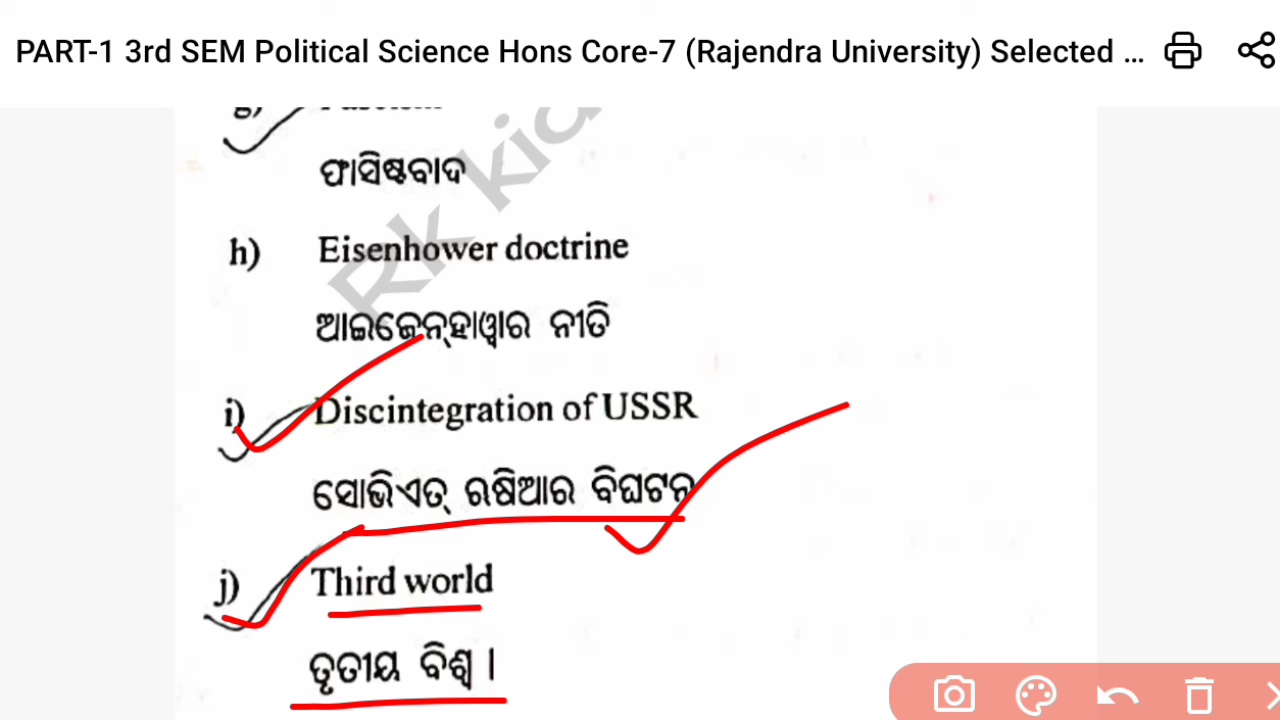 PART-1 3rd SEM Political Science Hons Core-7 (Rajendra University) Selected ...
ଫାସିଷ୍ଟବାଦ
h) Eisenhower doctrine
ଆଇଜେନ୍‌ହାୱାର ନୀତି
i) Discintegration of USSR
ସୋଭିଏତ୍ ଋଷିଆର ବିଘଟନ
j) Third world
ତୃତୀୟ ବିଶ୍ୱ ।